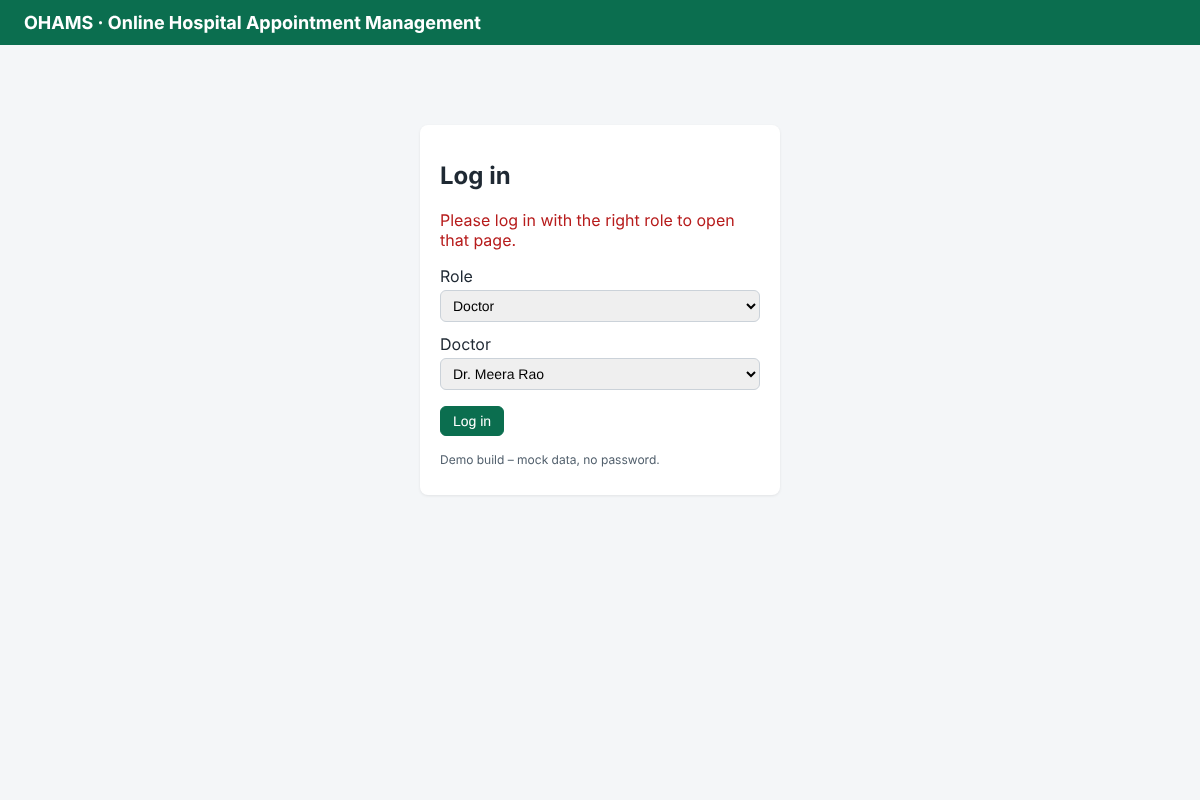 OHAMS · Online Hospital Appointment Management
Log in
Please log in with the right role to open
that page.
Role
Doctor
Doctor
Dr. Meera Rao
Log in
Demo build – mock data, no password.